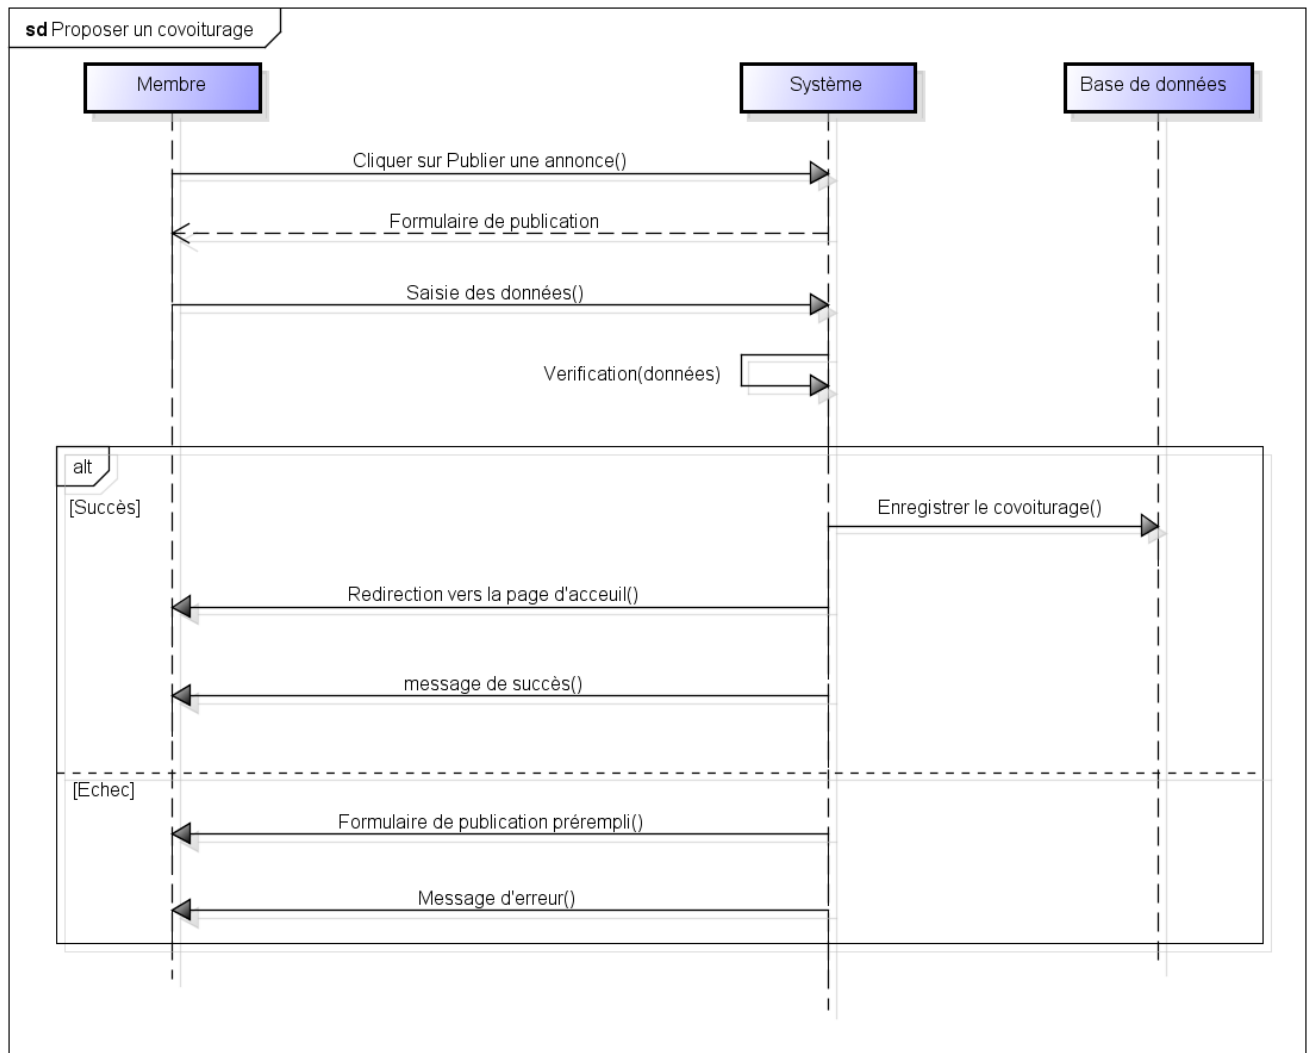 sd Proposer un covoiturage
Membre
Système
Base de données
Cliquer sur Publier une annonce()
Formulaire de publication
Saisie des données()
Verification(données)
alt
[Succès]
Enregistrer le covoiturage()
Redirection vers la page d'acceuil()
message de succès()
[Echec]
Formulaire de publication prérempli()
Message d'erreur()